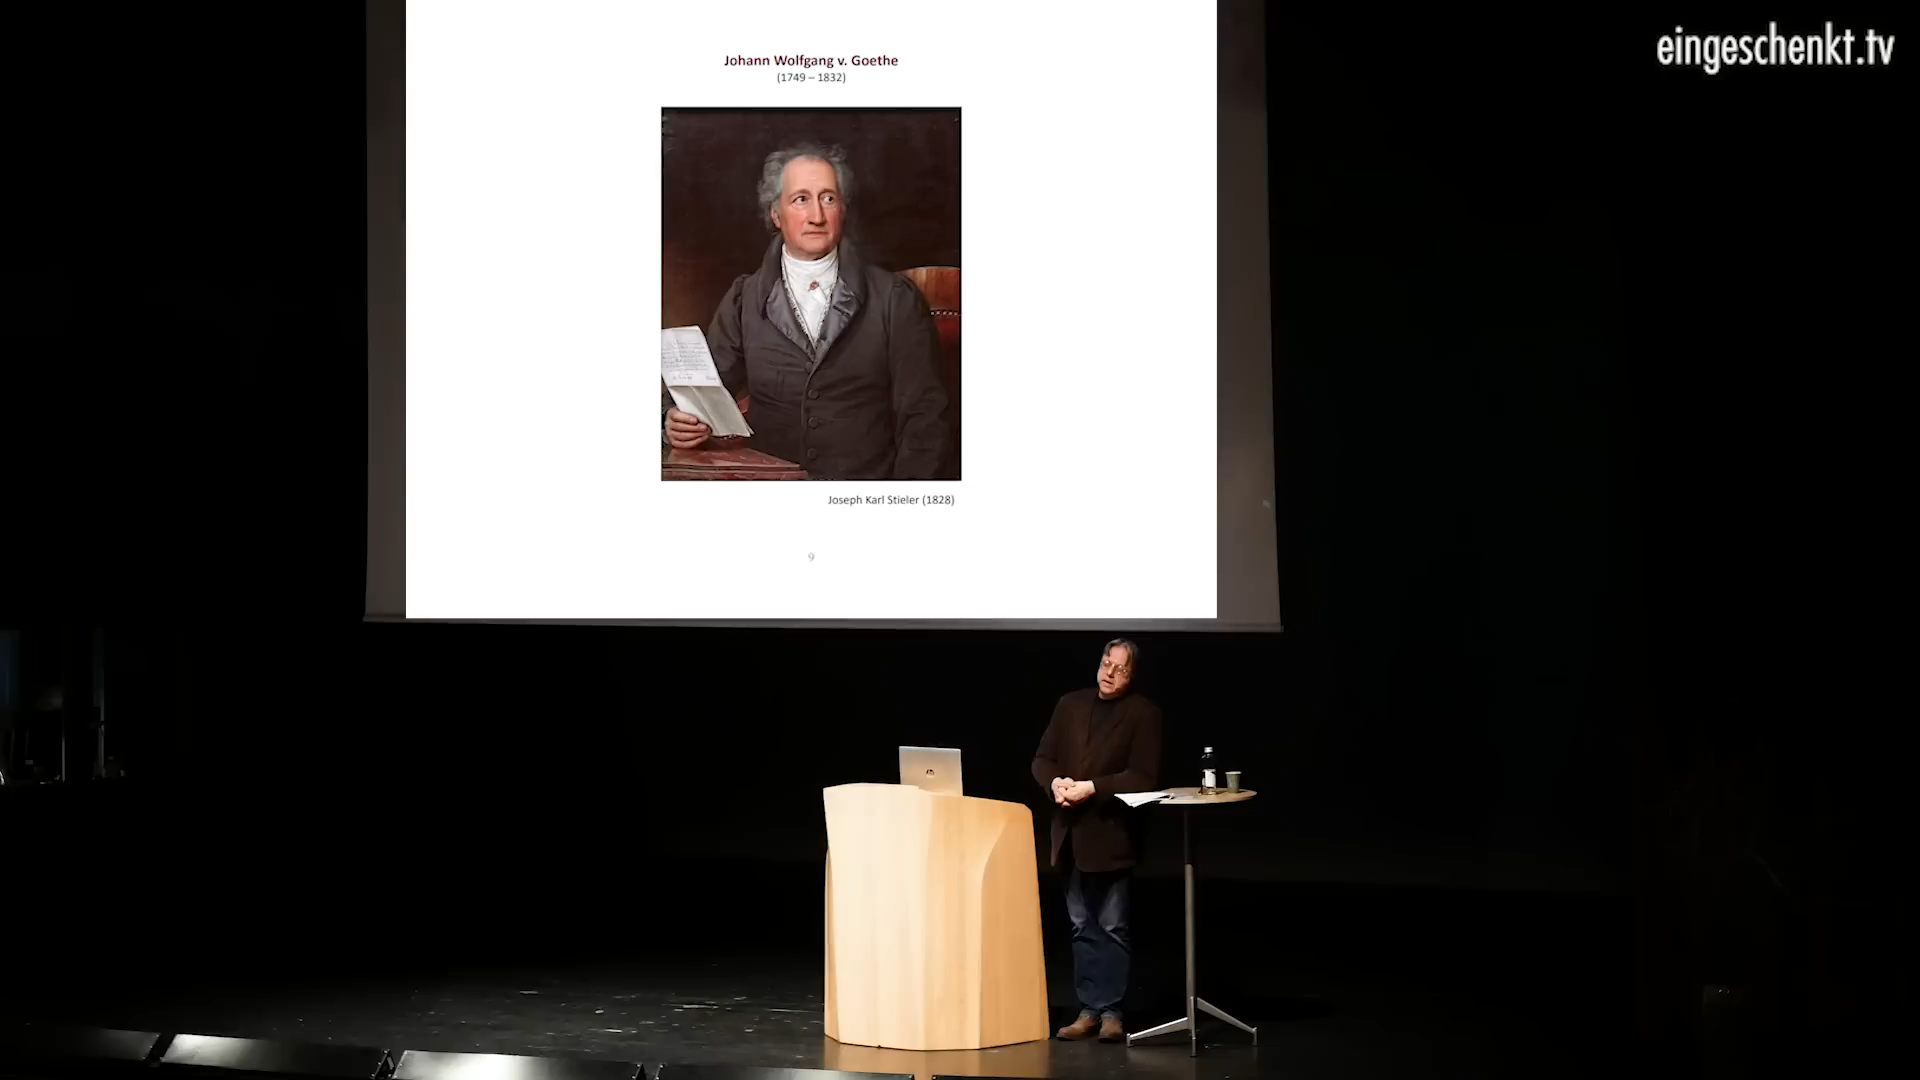 eingeschenkt.tv
Johann Wolfgang v. Goethe
(1749 – 1832)
Joseph Karl Stieler (1828)
9